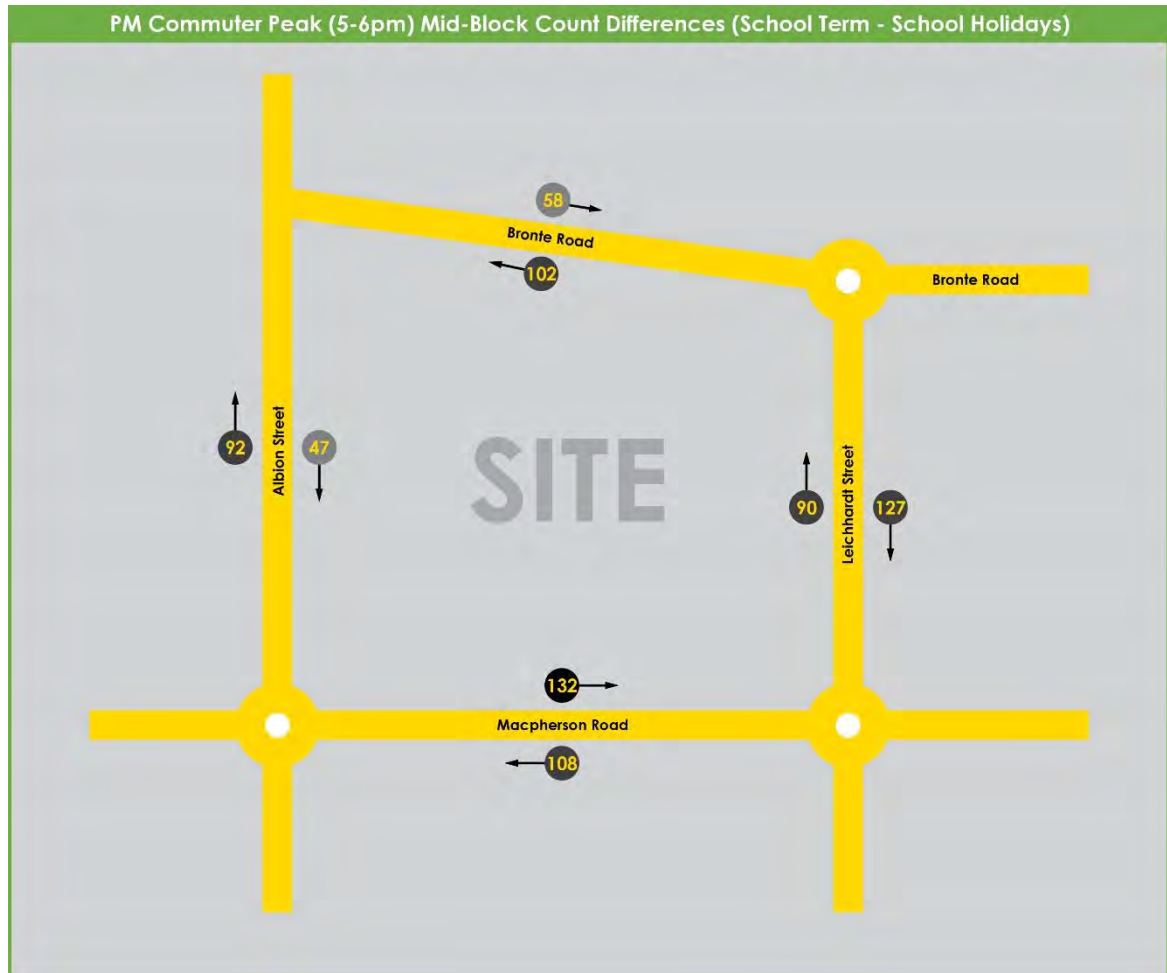 PM Commuter Peak (5-6pm) Mid-Block Count Differences (School Term - School Holidays)
58
Bronte Road
102
Bronte Road
92
Albion Street
47
SITE
90
Leichhardt Street
127
132
Macpherson Road
108